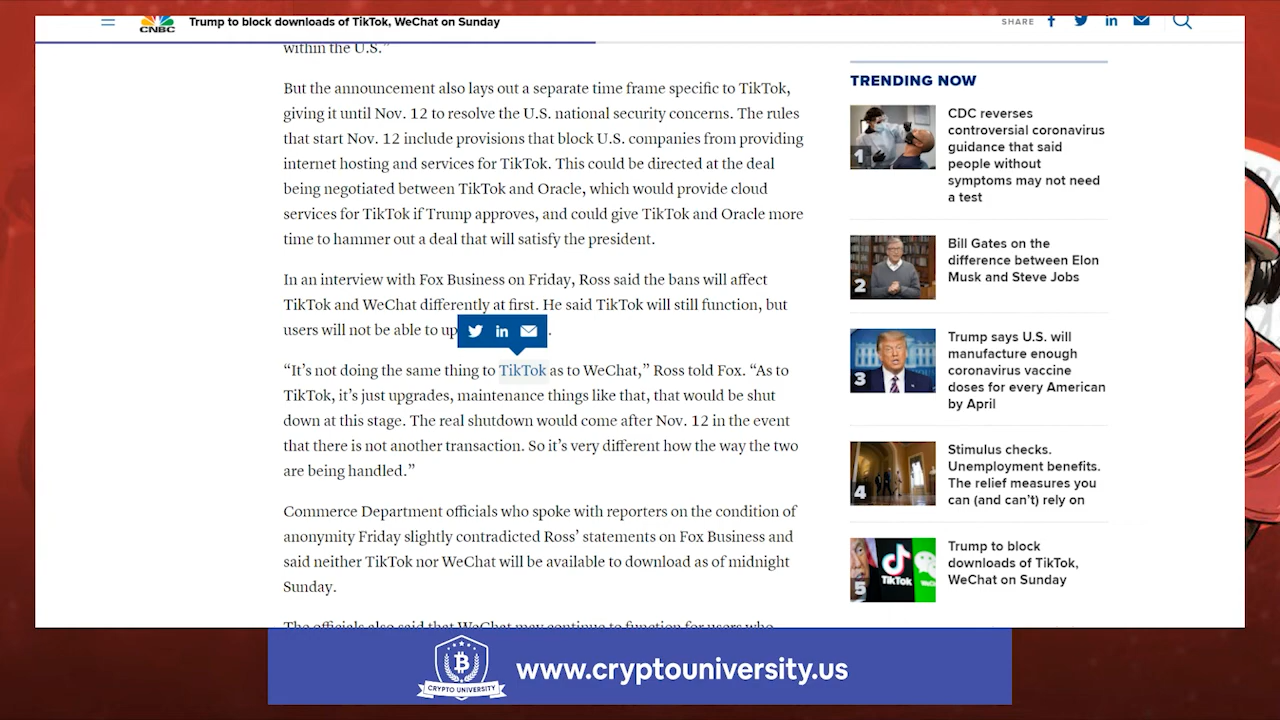 CNBC
Trump to block downloads of TikTok, WeChat on Sunday
SHARE
within the U.S.”
But the announcement also lays out a separate time frame specific to TikTok,
giving it until Nov. 12 to resolve the U.S. national security concerns. The rules
that start Nov. 12 include provisions that block U.S. companies from providing
internet hosting and services for TikTok. This could be directed at the deal
being negotiated between TikTok and Oracle, which would provide cloud
services for TikTok if Trump approves, and could give TikTok and Oracle more
time to hammer out a deal that will satisfy the president.
In an interview with Fox Business on Friday, Ross said the bans will affect
TikTok and WeChat differently at first. He said TikTok will still function, but
users will not be able to up
“It’s not doing the same thing to TikTok as to WeChat,” Ross told Fox. “As to
TikTok, it’s just upgrades, maintenance things like that, that would be shut
down at this stage. The real shutdown would come after Nov. 12 in the event
that there is not another transaction. So it’s very different how the way the two
are being handled.”
Commerce Department officials who spoke with reporters on the condition of
anonymity Friday slightly contradicted Ross’ statements on Fox Business and
said neither TikTok nor WeChat will be available to download as of midnight
Sunday.
The officials also said that WeChat may continue to function for users who
TRENDING NOW
1
CDC reverses
controversial coronavirus
guidance that said
people without
symptoms may not need
a test
2
Bill Gates on the
difference between Elon
Musk and Steve Jobs
3
Trump says U.S. will
manufacture enough
coronavirus vaccine
doses for every American
by April
4
Stimulus checks.
Unemployment benefits.
The relief measures you
can (and can’t) rely on
5
TikTok
Trump to block
downloads of TikTok,
WeChat on Sunday
CRYPTO UNIVERSITY
www.cryptouniversity.us